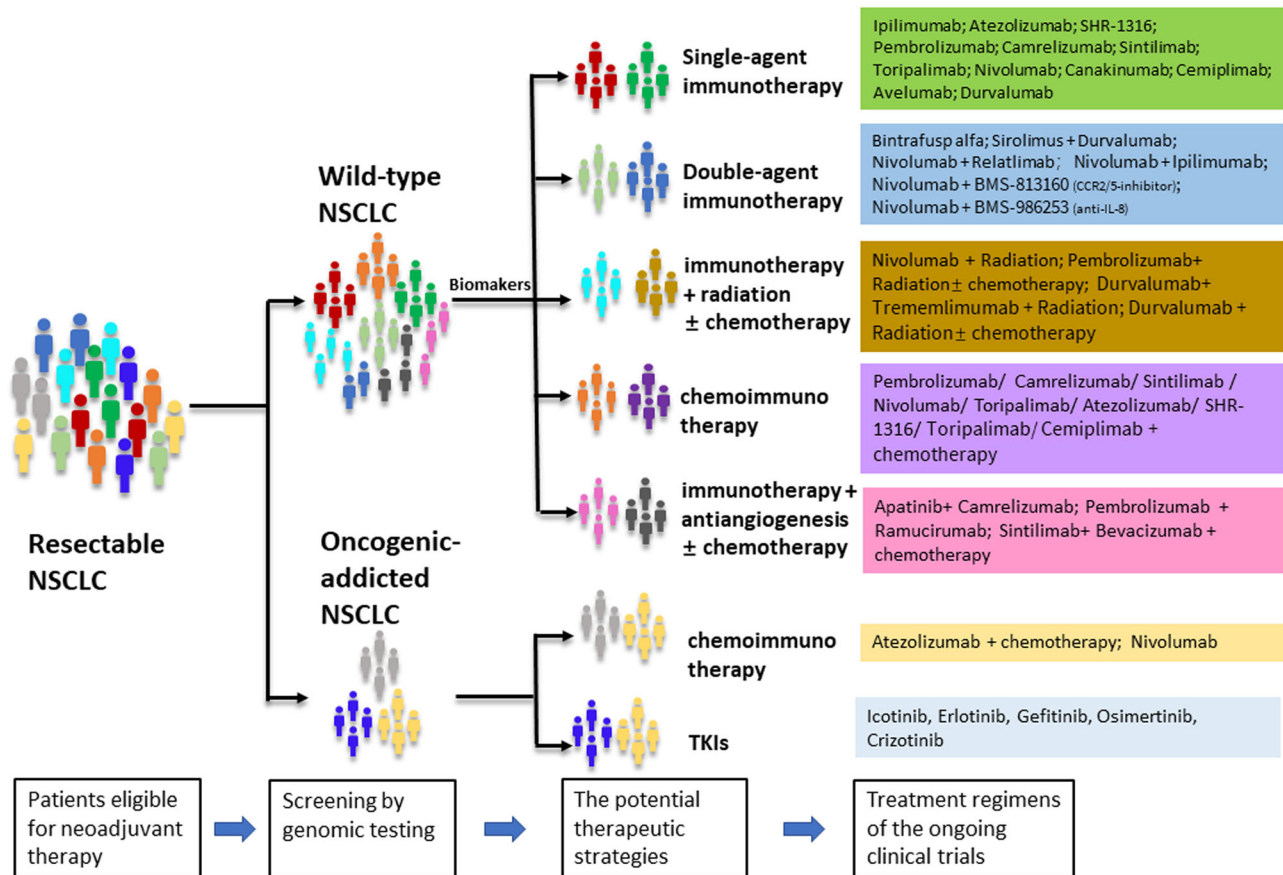 Resectable
NSCLC
Wild-type
NSCLC
Oncogenic-
addicted
NSCLC
Biomakers
Single-agent
immunotherapy
Ipilimumab; Atezolizumab; SHR-1316;
Pembrolizumab; Camrelizumab; Sintilimab;
Toripalimab; Nivolumab; Canakinumab; Cemiplimab;
Avelumab; Durvalumab
Double-agent
immunotherapy
Bintrafusp alfa; Sirolimus + Durvalumab;
Nivolumab + Relatlimab; Nivolumab + Ipilimumab;
Nivolumab + BMS-813160 (CCR2/5-inhibitor);
Nivolumab + BMS-986253 (anti-IL-8)
immunotherapy
+ radiation
± chemotherapy
Nivolumab + Radiation; Pembrolizumab+
Radiation± chemotherapy; Durvalumab+
Trememlimumab + Radiation; Durvalumab +
Radiation± chemotherapy
chemoimmuno
therapy
Pembrolizumab/ Camrelizumab/ Sintilimab /
Nivolumab/ Toripalimab/ Atezolizumab/ SHR-
1316/ Toripalimab/ Cemiplimab +
chemotherapy
immunotherapy +
antiangiogenesis
± chemotherapy
Apatinib+ Camrelizumab; Pembrolizumab +
Ramucirumab; Sintilimab+ Bevacizumab +
chemotherapy
chemoimmuno
therapy
Atezolizumab + chemotherapy; Nivolumab
TKIs
Icotinib, Erlotinib, Gefitinib, Osimertinib,
Crizotinib
Patients eligible
for neoadjuvant
therapy
Screening by
genomic testing
The potential
therapeutic
strategies
Treatment regimens
of the ongoing
clinical trials